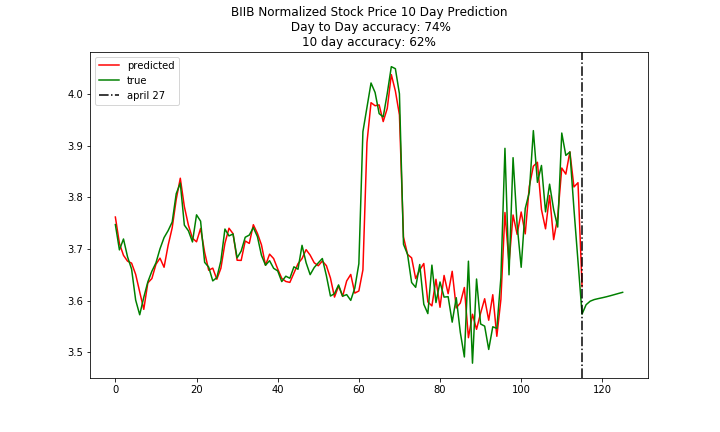 BIIB Normalized Stock Price 10 Day Prediction
Day to Day accuracy: 74%
10 day accuracy: 62%
predicted
true
april 27
4.0
3.9
3.8
3.7
3.6
3.5
0 20 40 60 80 100 120